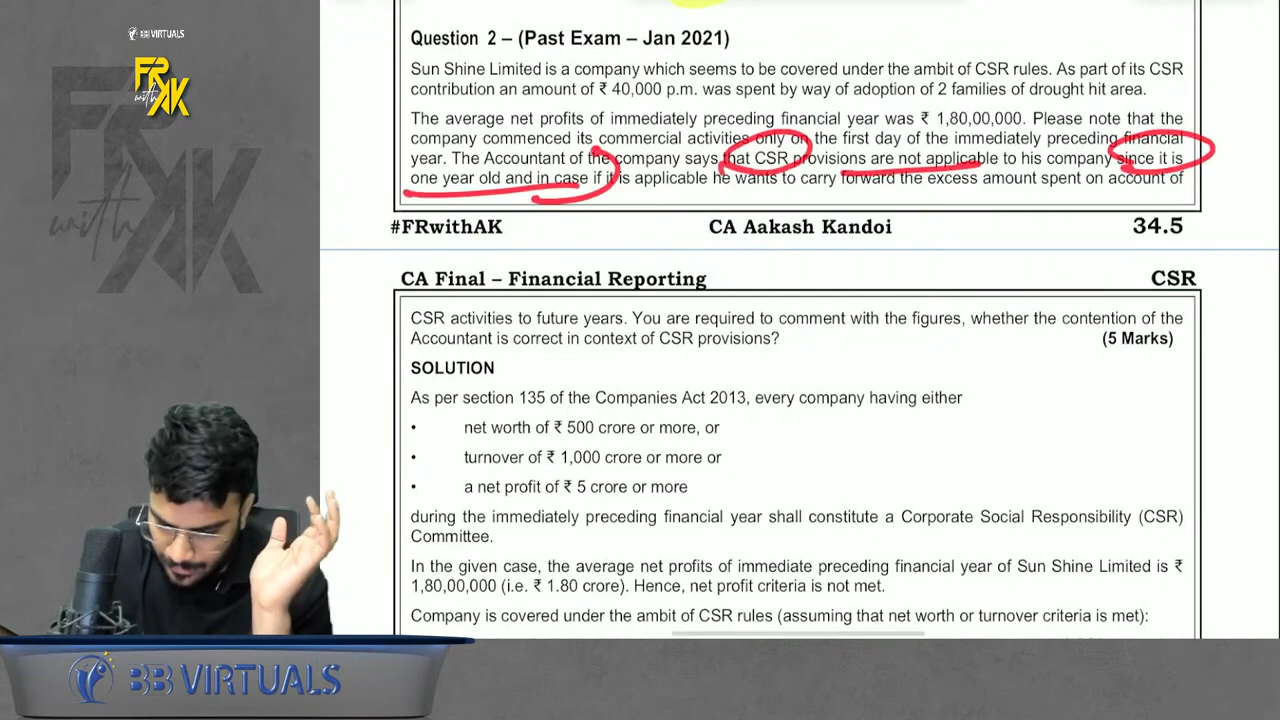 BB VIRTUALS
FR
with
AK
FR
with
AK
Question 2 – (Past Exam – Jan 2021)
Sun Shine Limited is a company which seems to be covered under the ambit of CSR rules. As part of its CSR
contribution an amount of ₹ 40,000 p.m. was spent by way of adoption of 2 families of drought hit area.
The average net profits of immediately preceding financial year was ₹ 1,80,00,000. Please note that the
company commenced its commercial activities only on the first day of the immediately preceding financial
year. The Accountant of the company says that CSR provisions are not applicable to his company since it is
one year old and in case if it is applicable he wants to carry forward the excess amount spent on account of
#FRwithAK CA Aakash Kandoi 34.5
CA Final – Financial Reporting CSR
CSR activities to future years. You are required to comment with the figures, whether the contention of the
Accountant is correct in context of CSR provisions? (5 Marks)
SOLUTION
As per section 135 of the Companies Act 2013, every company having either
• net worth of ₹ 500 crore or more, or
• turnover of ₹ 1,000 crore or more or
• a net profit of ₹ 5 crore or more
during the immediately preceding financial year shall constitute a Corporate Social Responsibility (CSR)
Committee.
In the given case, the average net profits of immediate preceding financial year of Sun Shine Limited is ₹
1,80,00,000 (i.e. ₹ 1.80 crore). Hence, net profit criteria is not met.
Company is covered under the ambit of CSR rules (assuming that net worth or turnover criteria is met):
BB VIRTUALS